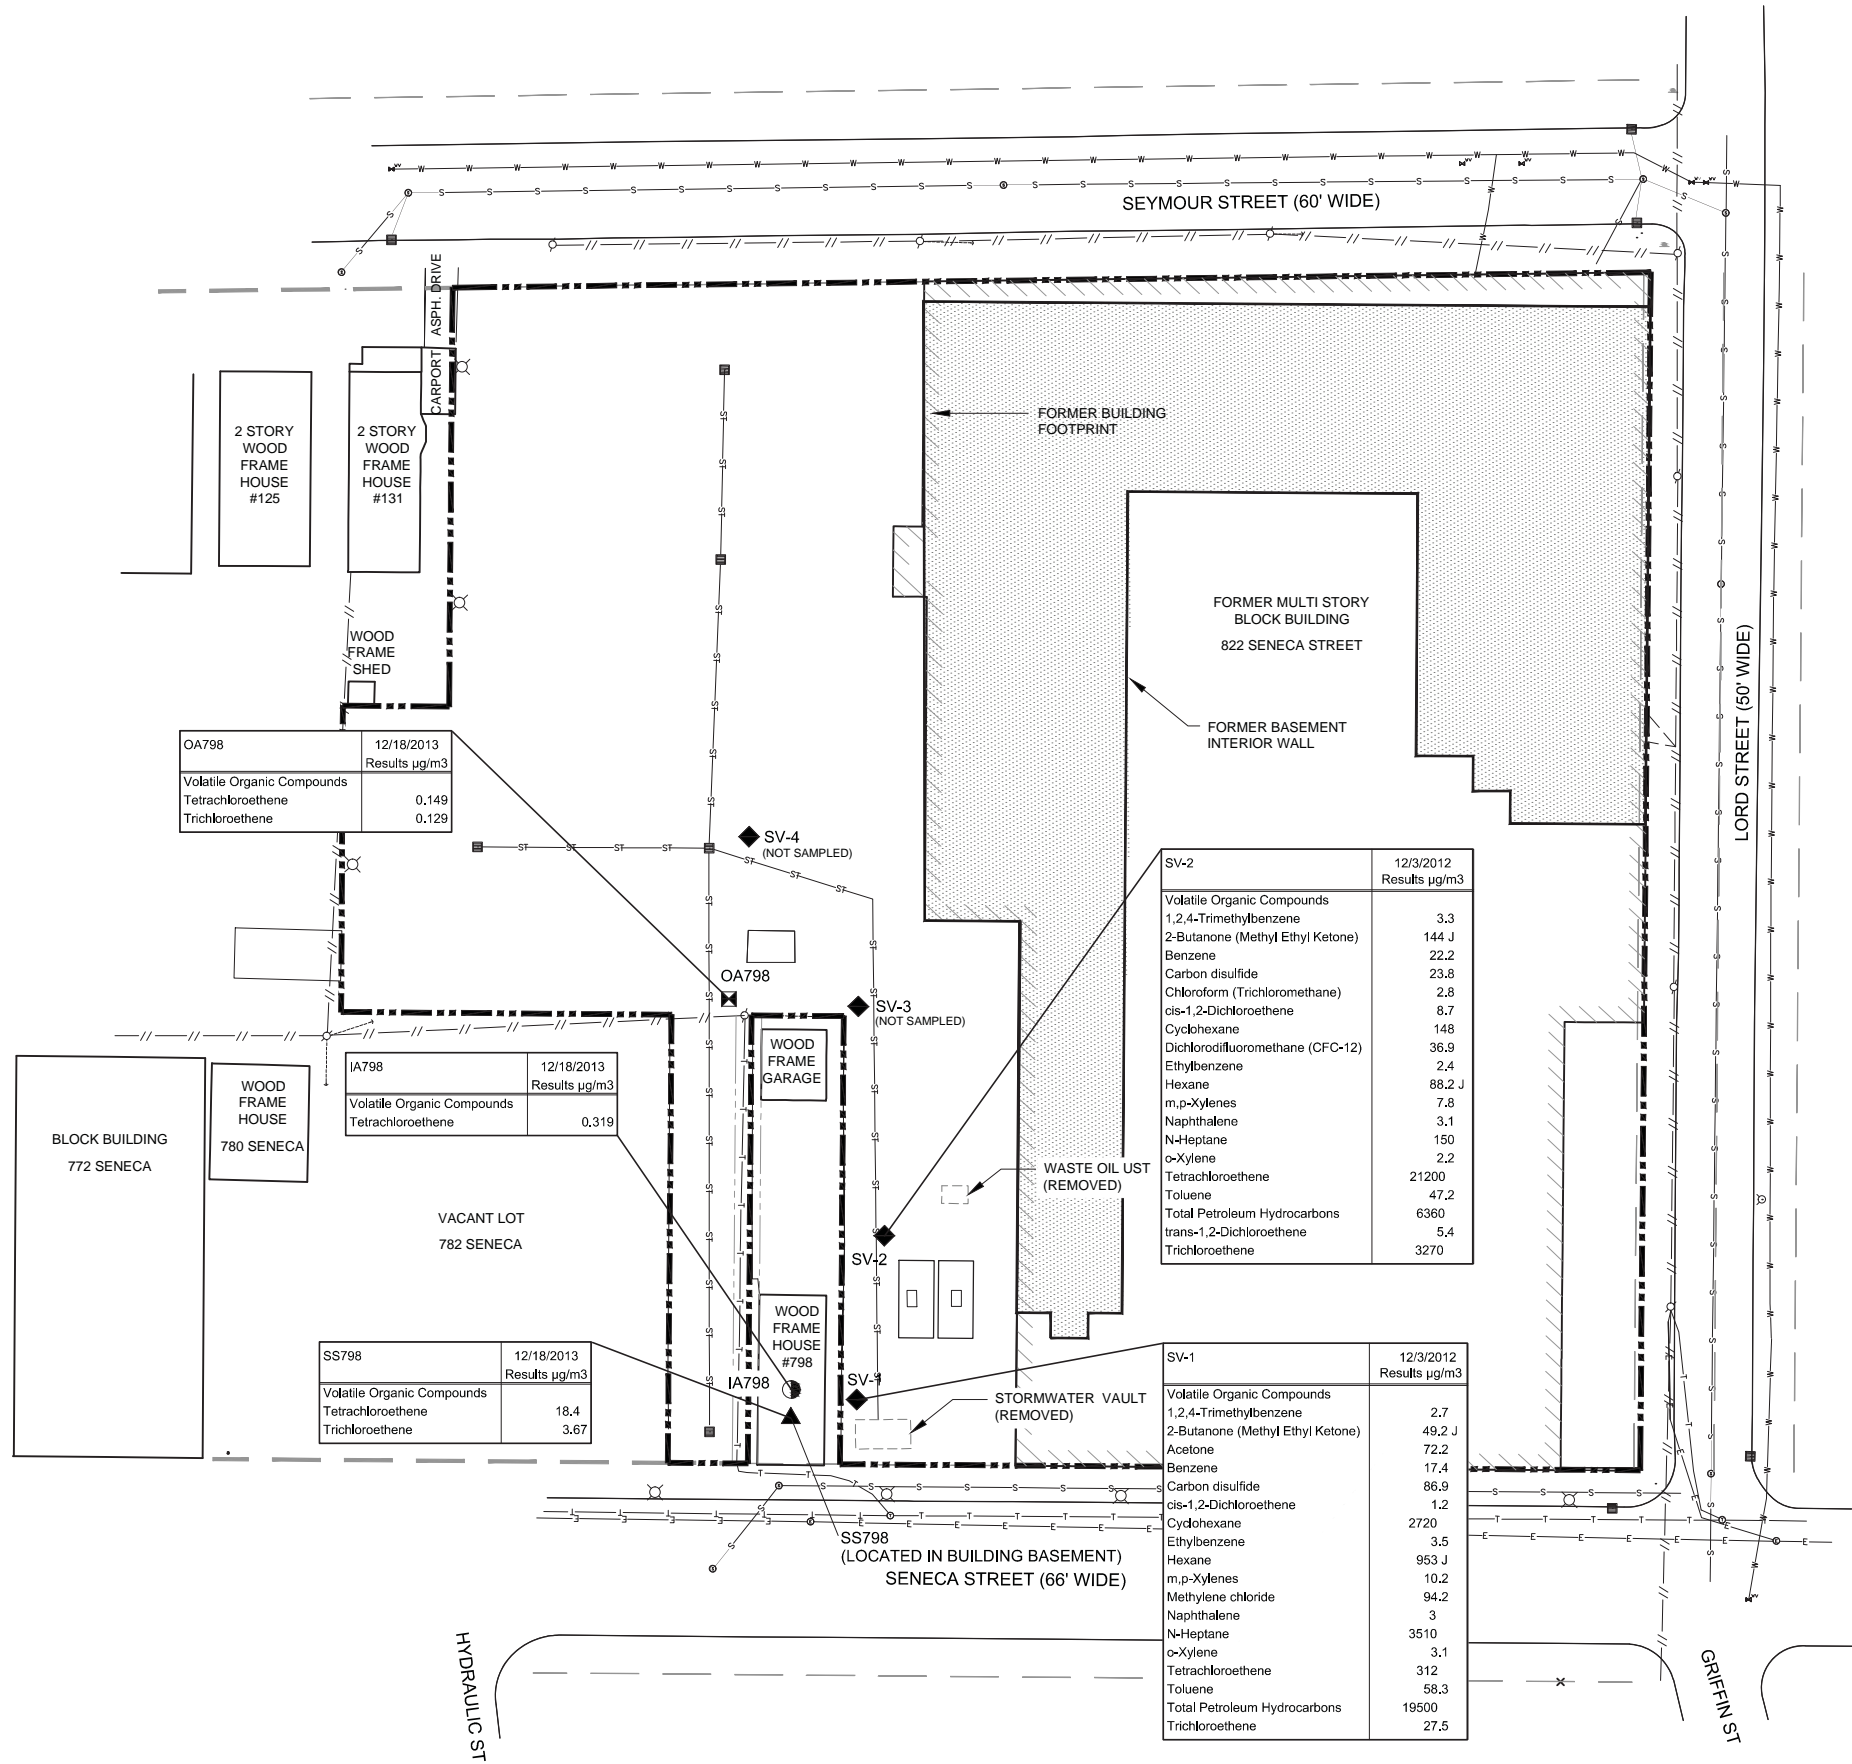 SEYMOUR STREET (60' WIDE)
ASPH. DRIVE
CARPORT
2 STORY
WOOD
FRAME
HOUSE
#125
2 STORY
WOOD
FRAME
HOUSE
#131
WOOD
FRAME
SHED
FORMER BUILDING
FOOTPRINT
FORMER MULTI STORY
BLOCK BUILDING
822 SENECA STREET
FORMER BASEMENT
INTERIOR WALL
LORD STREET (50' WIDE)
OA798 12/18/2013
Results µg/m3
Volatile Organic Compounds
Tetrachloroethene 0.149
Trichloroethene 0.129
SV-4
(NOT SAMPLED)
OA798
SV-3
(NOT SAMPLED)
WOOD
FRAME
GARAGE
IA798 12/18/2013
Results µg/m3
Volatile Organic Compounds
Tetrachloroethene 0.319
BLOCK BUILDING
772 SENECA
WOOD
FRAME
HOUSE
780 SENECA
VACANT LOT
782 SENECA
WASTE OIL UST
(REMOVED)
SV-2
SV-2 12/3/2012
Results µg/m3
Volatile Organic Compounds
1,2,4-Trimethylbenzene 3.3
2-Butanone (Methyl Ethyl Ketone) 144 J
Benzene 22.2
Carbon disulfide 23.8
Chloroform (Trichloromethane) 2.8
cis-1,2-Dichloroethene 8.7
Cyclohexane 148
Dichlorodifluoromethane (CFC-12) 36.9
Ethylbenzene 2.4
Hexane 88.2 J
m,p-Xylenes 7.8
Naphthalene 3.1
N-Heptane 150
o-Xylene 2.2
Tetrachloroethene 21200
Toluene 47.2
Total Petroleum Hydrocarbons 6360
trans-1,2-Dichloroethene 5.4
Trichloroethene 3270
WOOD
FRAME
HOUSE
#798
IA798
SS798 12/18/2013
Results µg/m3
Volatile Organic Compounds
Tetrachloroethene 18.4
Trichloroethene 3.67
SV-1
STORMWATER VAULT
(REMOVED)
SV-1 12/3/2012
Results µg/m3
Volatile Organic Compounds
1,2,4-Trimethylbenzene 2.7
2-Butanone (Methyl Ethyl Ketone) 49.2 J
Acetone 72.2
Benzene 17.4
Carbon disulfide 86.9
cis-1,2-Dichloroethene 1.2
Cyclohexane 2720
Ethylbenzene 3.5
Hexane 953 J
m,p-Xylenes 10.2
Methylene chloride 94.2
Naphthalene 3
N-Heptane 3510
o-Xylene 3.1
Tetrachloroethene 312
Toluene 58.3
Total Petroleum Hydrocarbons 19500
Trichloroethene 27.5
SS798
(LOCATED IN BUILDING BASEMENT)
SENECA STREET (66' WIDE)
HYDRAULIC ST
GRIFFIN ST